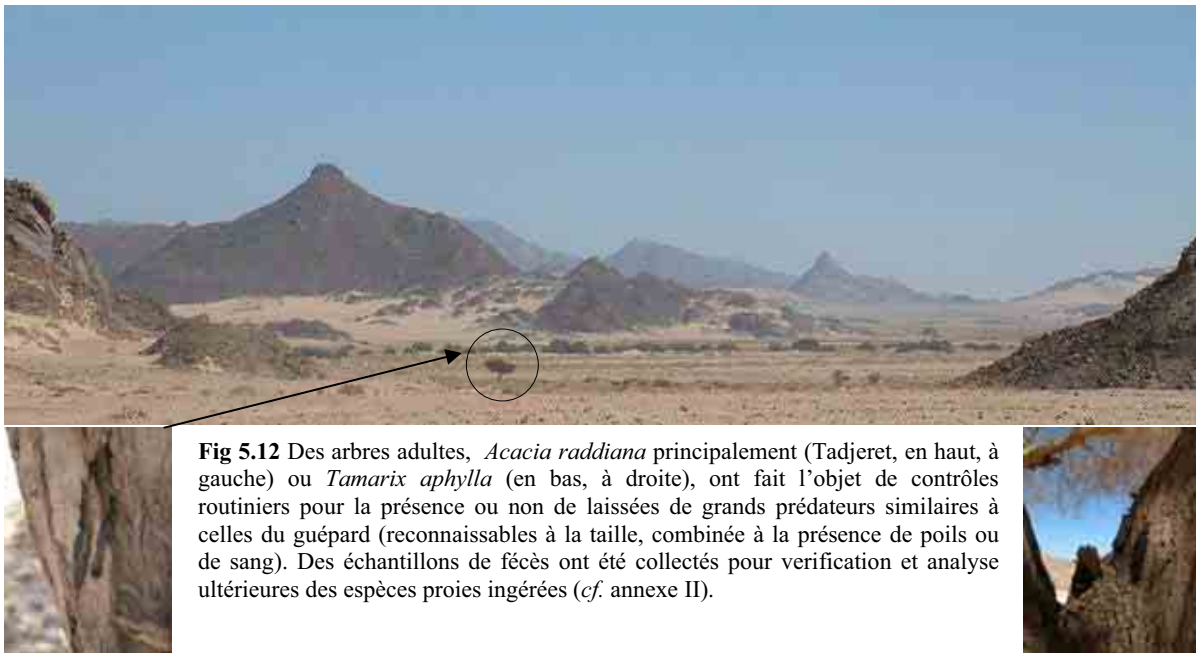 Fig 5.12 Des arbres adultes, Acacia raddiana principalement (Tadjeret, en haut, à
gauche) ou Tamarix aphylla (en bas, à droite), ont fait l’objet de contrôles
routiniers pour la présence ou non de laissées de grands prédateurs similaires à
celles du guépard (reconnaissables à la taille, combinée à la présence de poils ou
de sang). Des échantillons de fécès ont été collectés pour verification et analyse
ultérieures des espèces proies ingérées (cf. annexe II).